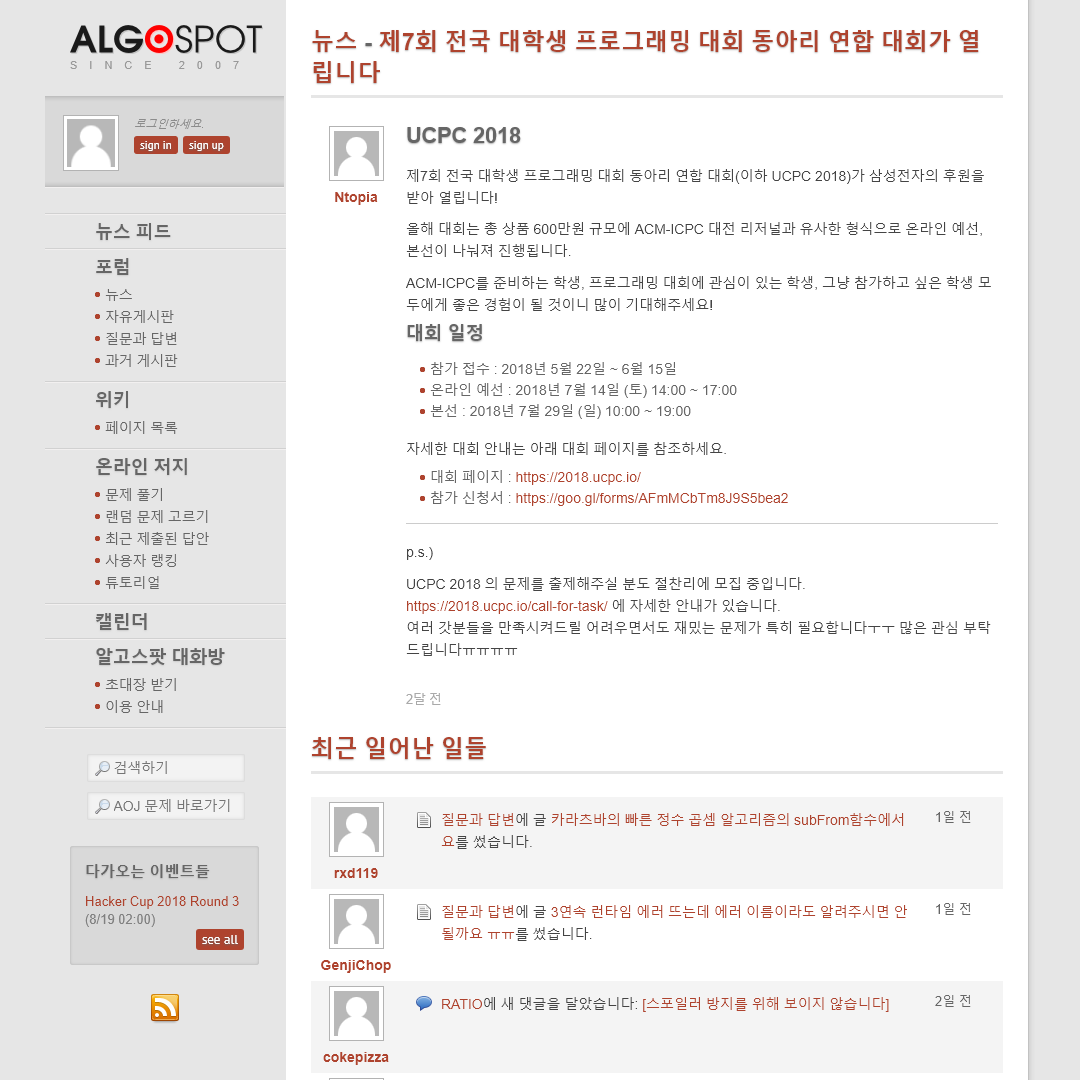 ALGOSPOT
SINCE 2007
로그인하세요.
sign in sign up
뉴스 피드
포럼
뉴스
자유게시판
질문과 답변
과거 게시판
위키
페이지 목록
온라인 저지
문제 풀기
랜덤 문제 고르기
최근 제출된 답안
사용자 랭킹
튜토리얼
캘린더
알고스팟 대화방
초대장 받기
이용 안내
검색하기
AOJ 문제 바로가기
다가오는 이벤트들
Hacker Cup 2018 Round 3
(8/19 02:00)
see all
뉴스 - 제7회 전국 대학생 프로그래밍 대회 동아리 연합 대회가 열
립니다
Ntopia
UCPC 2018
제7회 전국 대학생 프로그래밍 대회 동아리 연합 대회(이하 UCPC 2018)가 삼성전자의 후원을
받아 열립니다!
올해 대회는 총 상품 600만원 규모에 ACM-ICPC 대전 리저널과 유사한 형식으로 온라인 예선,
본선이 나눠져 진행됩니다.
ACM-ICPC를 준비하는 학생, 프로그래밍 대회에 관심이 있는 학생, 그냥 참가하고 싶은 학생 모
두에게 좋은 경험이 될 것이니 많이 기대해주세요!
대회 일정
참가 접수 : 2018년 5월 22일 ~ 6월 15일
온라인 예선 : 2018년 7월 14일 (토) 14:00 ~ 17:00
본선 : 2018년 7월 29일 (일) 10:00 ~ 19:00
자세한 대회 안내는 아래 대회 페이지를 참조하세요.
대회 페이지 : https://2018.ucpc.io/
참가 신청서 : https://goo.gl/forms/AFmMCbTm8J9S5bea2
p.s.)
UCPC 2018 의 문제를 출제해주실 분도 절찬리에 모집 중입니다.
https://2018.ucpc.io/call-for-task/ 에 자세한 안내가 있습니다.
여러 갓분들을 만족시켜드릴 어려우면서도 재밌는 문제가 특히 필요합니다ㅜㅜ 많은 관심 부탁
드립니다ㅠㅠㅠㅠ
2달 전
최근 일어난 일들
rxd119
질문과 답변에 글 카라츠바의 빠른 정수 곱셈 알고리즘의 subFrom함수에서
요를 썼습니다.
1일 전
GenjiChop
질문과 답변에 글 3연속 런타임 에러 뜨는데 에러 이름이라도 알려주시면 안
될까요 ㅠㅠ를 썼습니다.
1일 전
cokepizza
RATIO에 새 댓글을 달았습니다: [스포일러 방지를 위해 보이지 않습니다]
2일 전